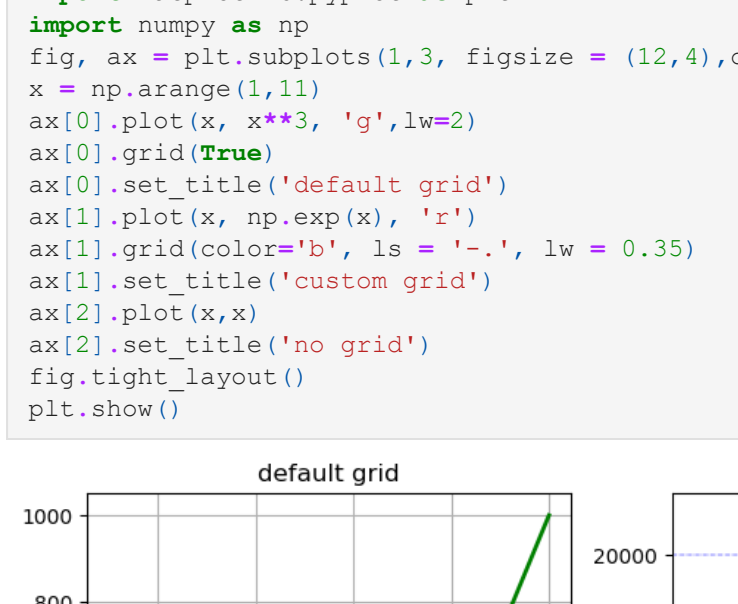 import numpy as np
fig, ax = plt.subplots(1,3, figsize = (12,4),
x = np.arange(1,11)
ax[0].plot(x, x**3, 'g',lw=2)
ax[0].grid(True)
ax[0].set_title('default grid')
ax[1].plot(x, np.exp(x), 'r')
ax[1].grid(color='b', ls = '-.', lw = 0.35)
ax[1].set_title('custom grid')
ax[2].plot(x,x)
ax[2].set_title('no grid')
fig.tight_layout()
plt.show()
default grid
1000
20000
800